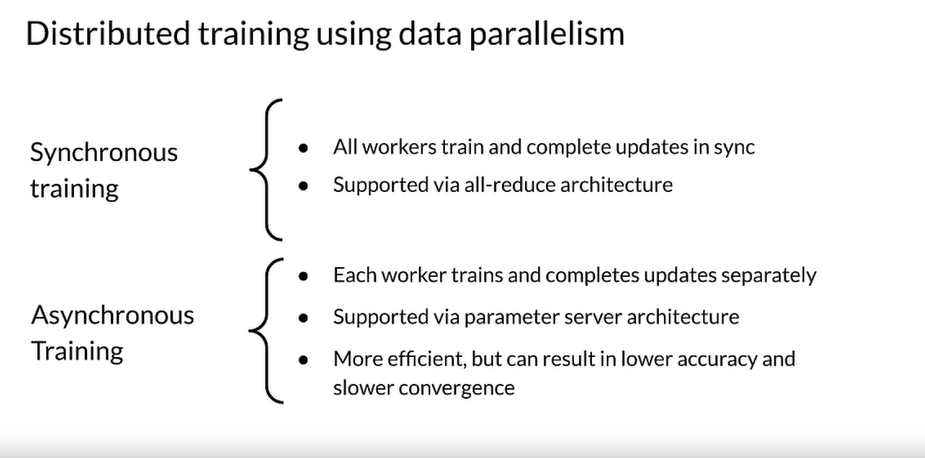 Distributed training using data parallelism
Synchronous
training
● All workers train and complete updates in sync
● Supported via all-reduce architecture
Asynchronous
Training
● Each worker trains and completes updates separately
● Supported via parameter server architecture
● More efficient, but can result in lower accuracy and
slower convergence